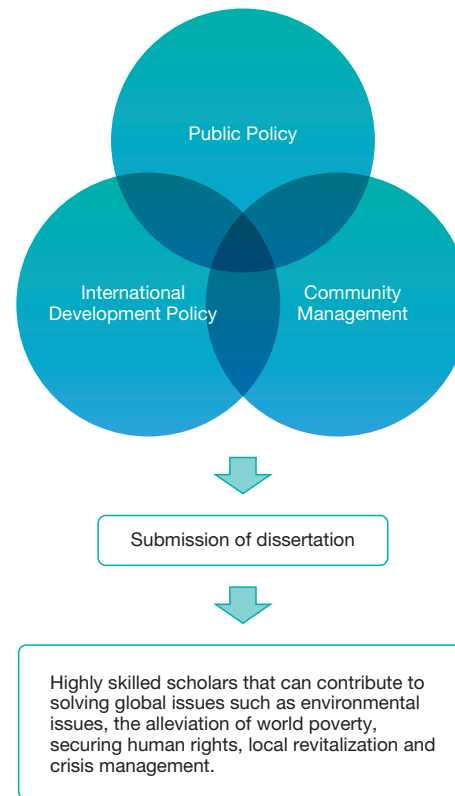 Public Policy
International
Development Policy
Community
Management
Submission of dissertation
Highly skilled scholars that can contribute to
solving global issues such as environmental
issues, the alleviation of world poverty,
securing human rights, local revitalization and
crisis management.